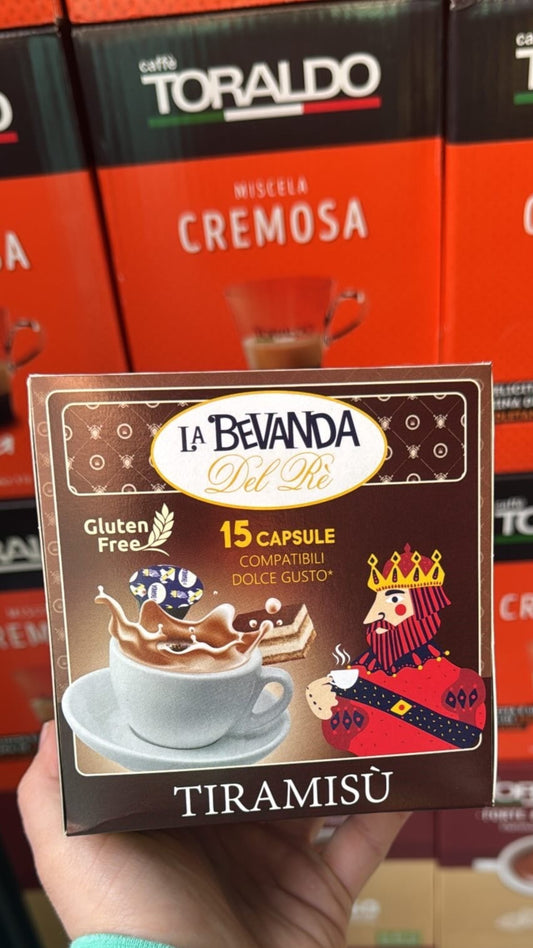 caffè
TORALDO
MISCELA
CREMOSA
LA BEVANDA
Del Rè
Gluten
Free
15 CAPSULE
COMPATIBILI
DOLCE GUSTO*
TIRAMISÙ